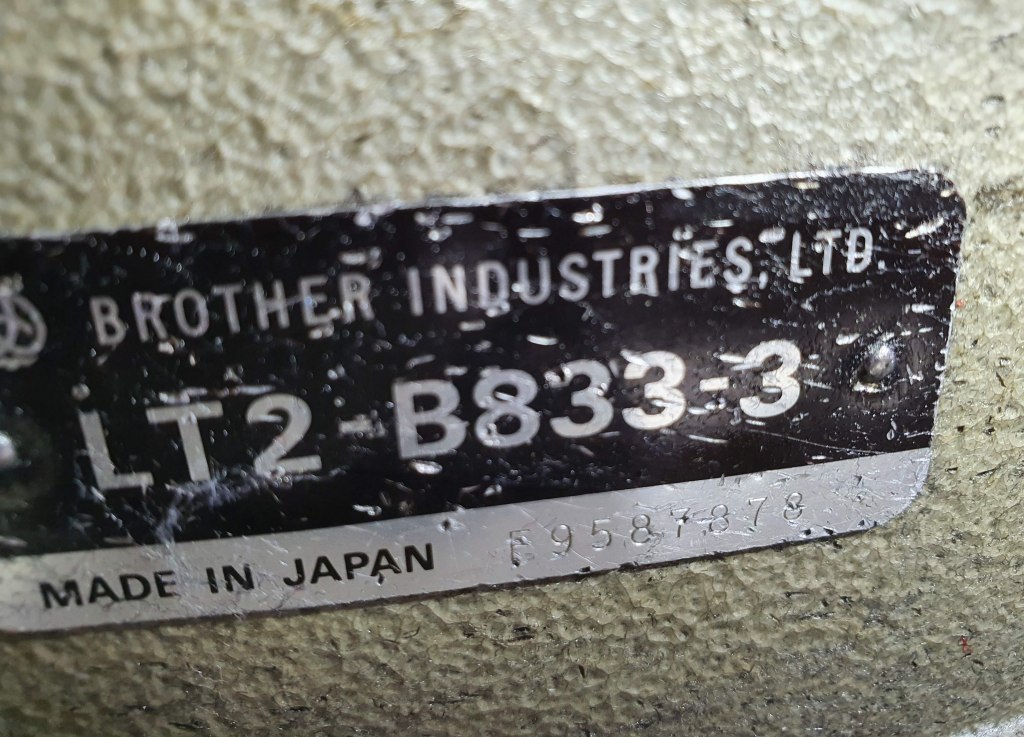 BROTHER INDUSTRIES, LTD.
LT2-B833-3
MADE IN JAPAN E9587878